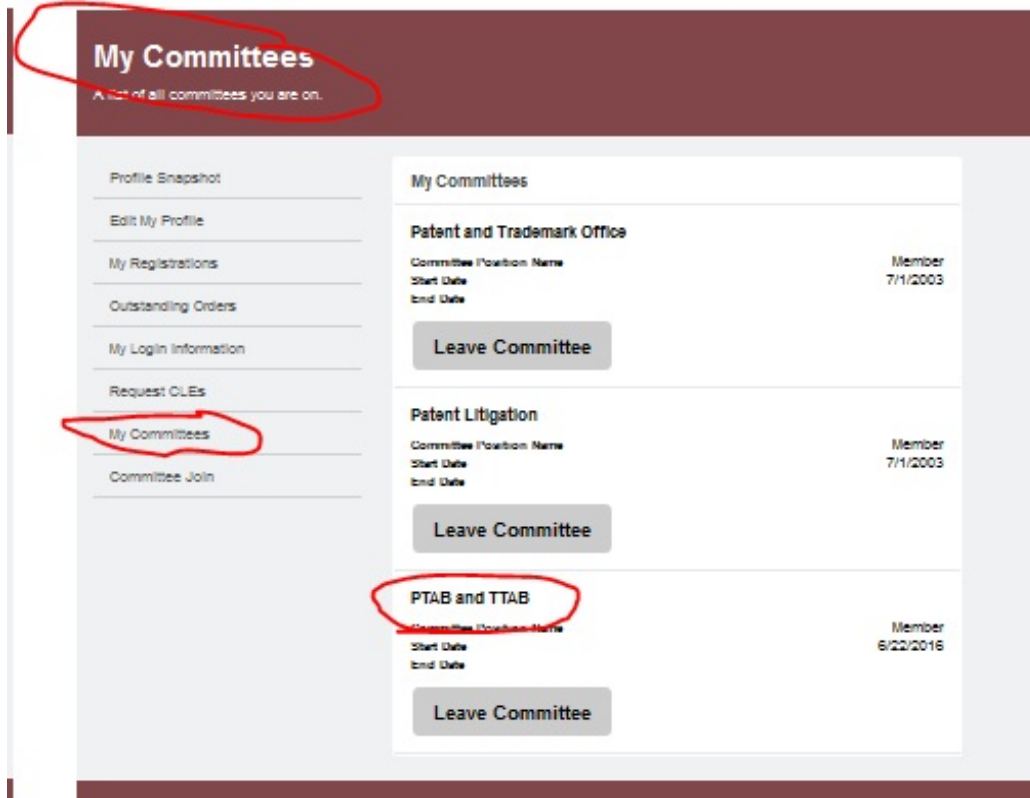 My Committees
A list of all committees you are on.
Profile Snapshot
Edit My Profile
My Registrations
Outstanding Orders
My Login Information
Request CLEs
My Committees
Committee Join
My Committees
Patent and Trademark Office
Committee Position Name Member
Start Date 7/1/2003
End Date
Leave Committee
Patent Litigation
Committee Position Name Member
Start Date 7/1/2003
End Date
Leave Committee
PTAB and TTAB
Committee Position Name Member
Start Date 6/22/2016
End Date
Leave Committee